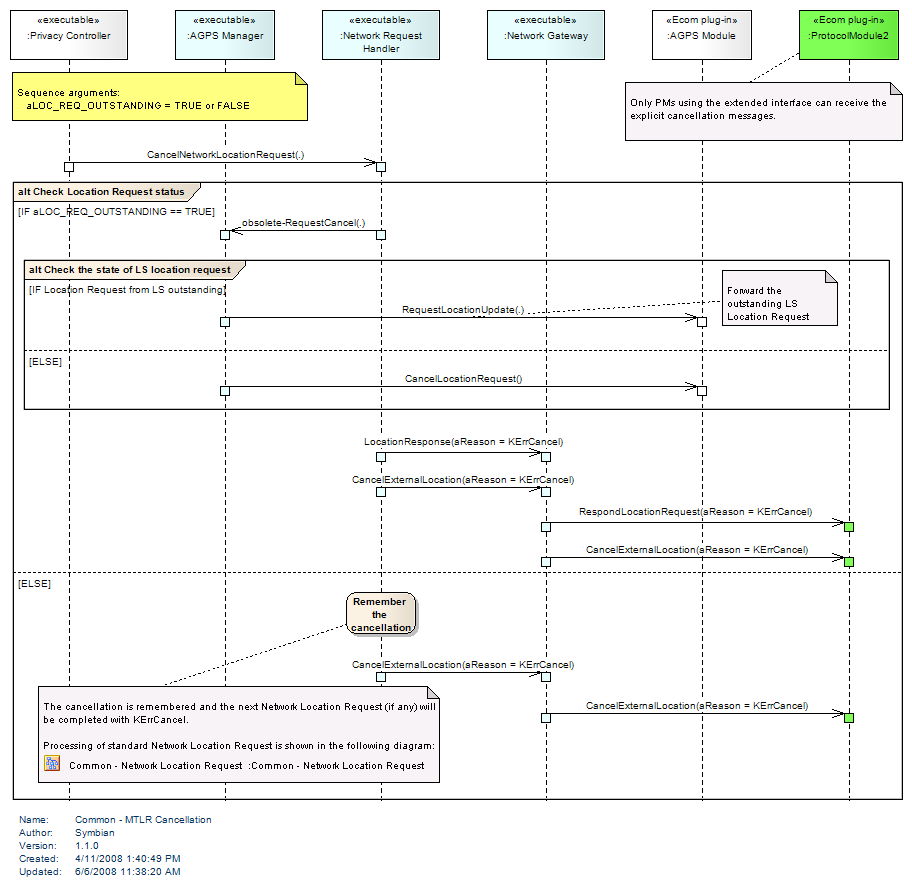 «executable»
:Privacy Controller
«executable»
:AGPS Manager
«executable»
:Network Request
Handler
«executable»
:Network Gateway
«Ecom plug-in»
:AGPS Module
«Ecom plug-in»
:ProtocolModule2
Sequence arguments:
aLOC_REQ_OUTSTANDING = TRUE or FALSE
Only PMs using the extended interface can receive the
explicit cancellation messages.
CancelNetworkLocationRequest(.)
alt Check Location Request status
[IF aLOC_REQ_OUTSTANDING == TRUE]
obsolete-RequestCancel(.)
alt Check the state of LS location request
[IF Location Request from LS outstanding]
Forward the
outstanding LS
Location Request
RequestLocationUpdate(.)
[ELSE]
CancelLocationRequest()
LocationResponse(aReason = KErrCancel)
CancelExternalLocation(aReason = KErrCancel)
RespondLocationRequest(aReason = KErrCancel)
CancelExternalLocation(aReason = KErrCancel)
[ELSE]
Remember
the
cancellation
CancelExternalLocation(aReason = KErrCancel)
CancelExternalLocation(aReason = KErrCancel)
The cancellation is remembered and the next Network Location Request (if any) will
be completed with KErrCancel.
Processing of standard Network Location Request is shown in the following diagram:
Common - Network Location Request :Common - Network Location Request
Name: Common - MTLR Cancellation
Author: Symbian
Version: 1.1.0
Created: 4/11/2008 1:40:49 PM
Updated: 6/6/2008 11:38:20 AM